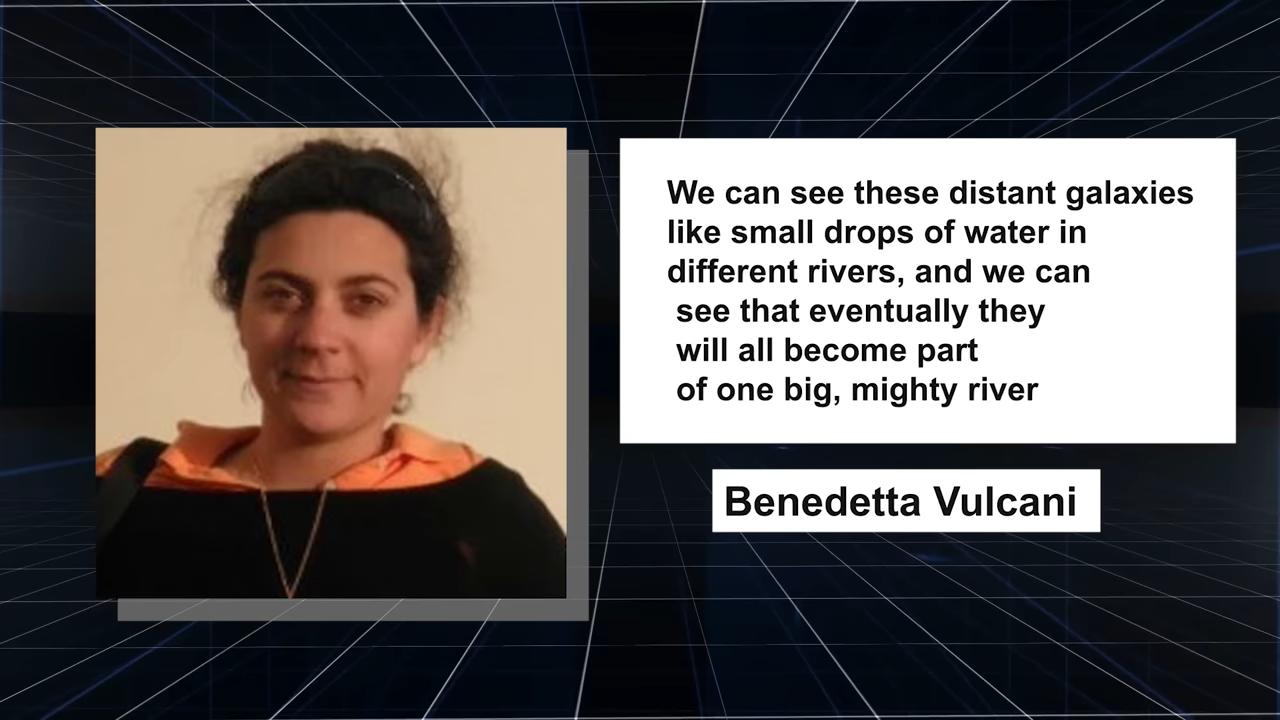 We can see these distant galaxies
like small drops of water in
different rivers, and we can
see that eventually they
will all become part
of one big, mighty river
Benedetta Vulcani